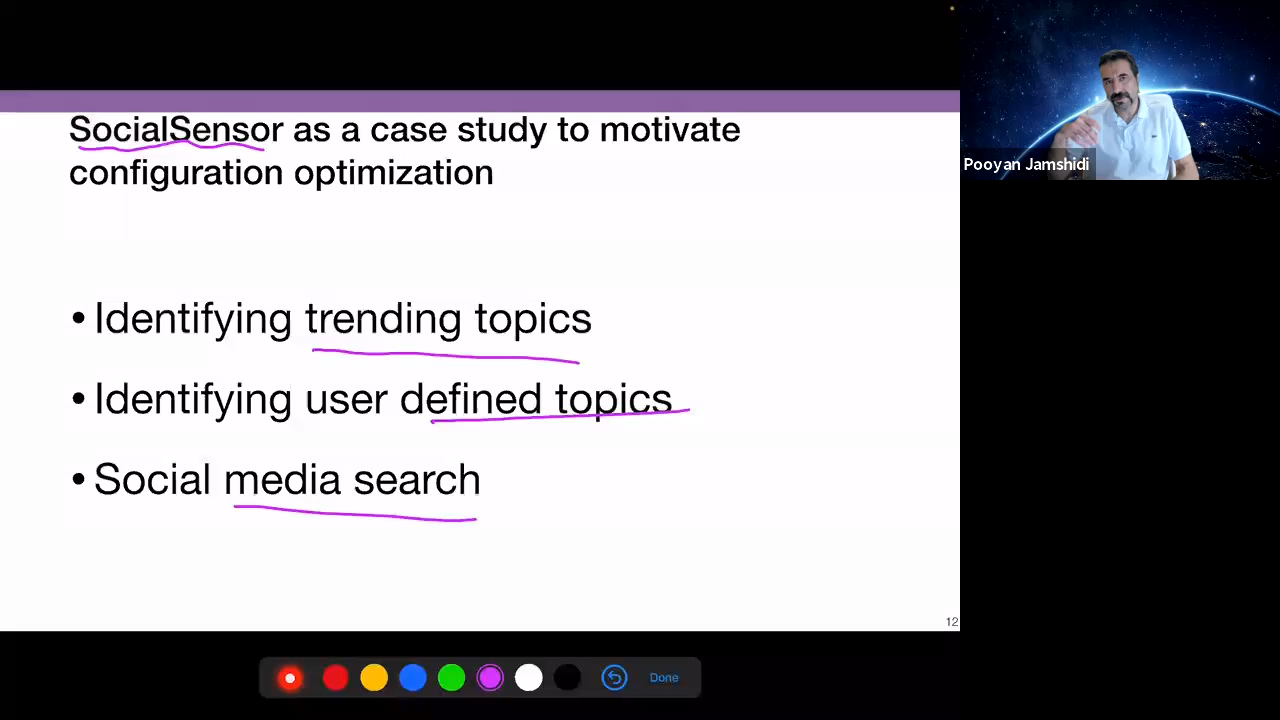 SocialSensor as a case study to motivate
configuration optimization
• Identifying trending topics
• Identifying user defined topics
• Social media search
12
Pooyan Jamshidi
Done